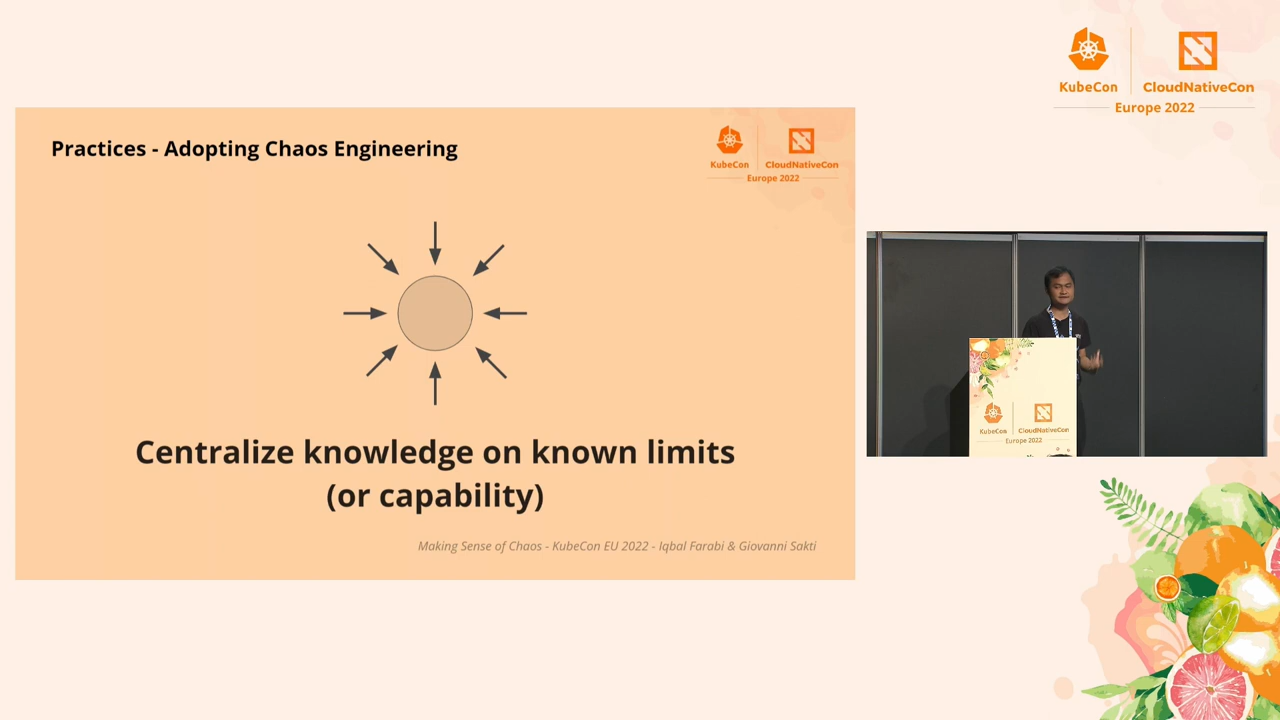 KubeCon
CloudNativeCon
Europe 2022
Practices - Adopting Chaos Engineering
KubeCon
CloudNativeCon
Europe 2022
Centralize knowledge on known limits
(or capability)
Making Sense of Chaos - KubeCon EU 2022 - Iqbal Farabi & Giovanni Sakti
KubeCon
CloudNativeCon
Europe 2022